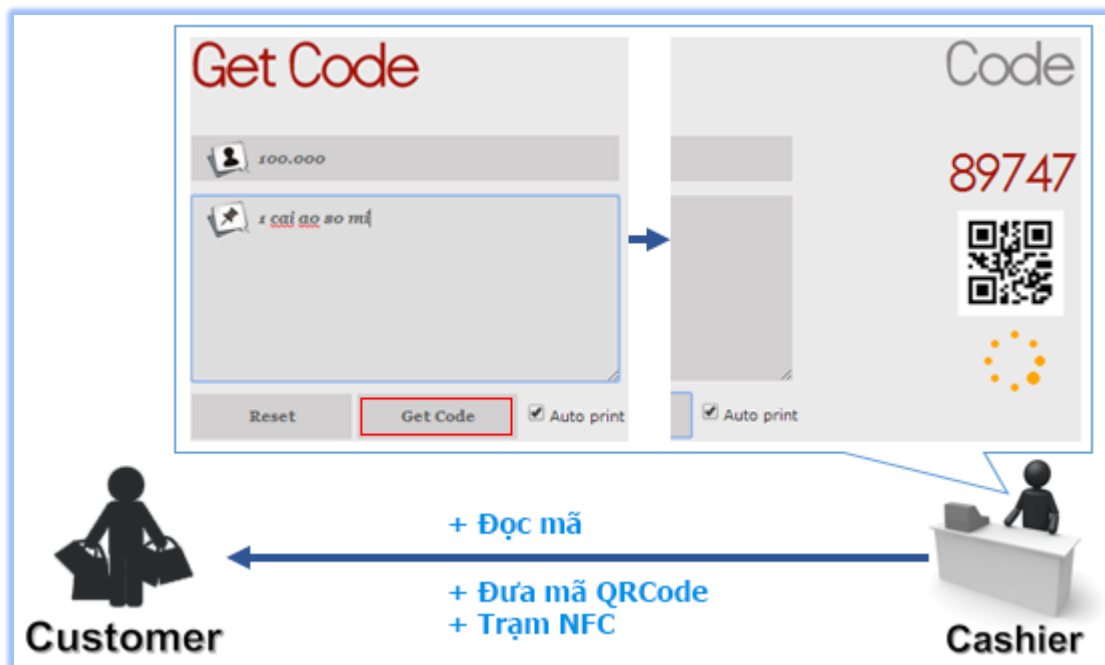 Get Code
100.000
1 cai ao so mi
Reset
Get Code
Auto print
Code
89747
Auto print
+ Đọc mã
+ Đưa mã QRCode
+ Trạm NFC
Customer
Cashier